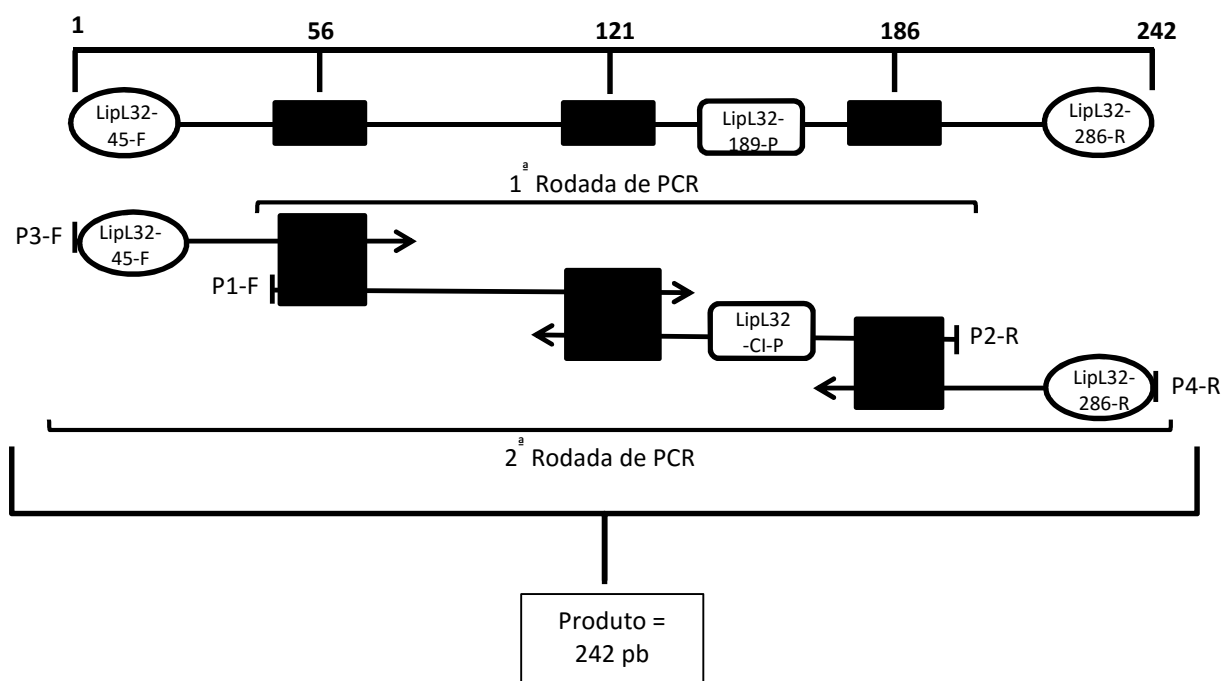 1 56 121 186 242
LipL32-
45-F
LipL32-
189-P
LipL32-
286-R
1ª Rodada de PCR
P3-F
LipL32-
45-F
P1-F
LipL32
-CI-P
P2-R
LipL32-
286-R
P4-R
2ª Rodada de PCR
Produto =
242 pb